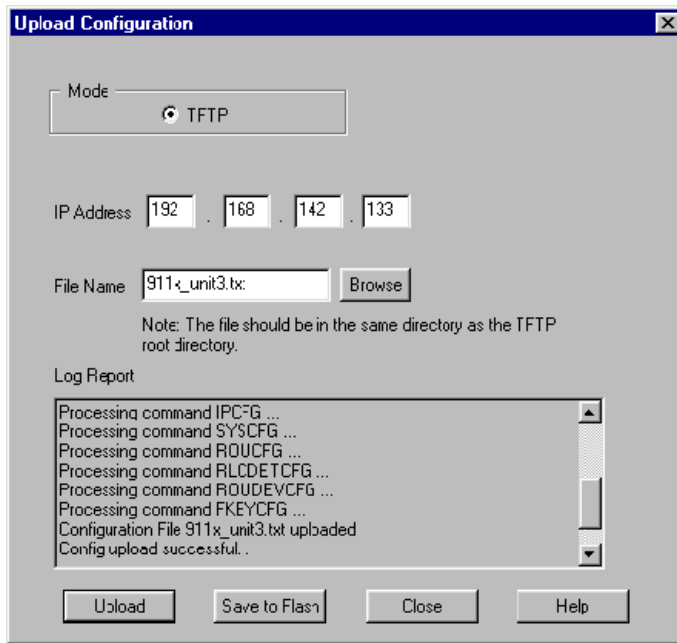 Upload Configuration
Mode
TFTP
IP Address 192 . 168 . 142 . 133
File Name 911x_unit3.txt Browse
Note: The file should be in the same directory as the TFTP
root directory.
Log Report
Processing command IPCFG ...
Processing command SYSCFG ...
Processing command ROUCFG ...
Processing command RLCDETCFG ...
Processing command ROUDEVCFG ...
Processing command FKEYCFG ...
Configuration File 911x_unit3.txt uploaded
Config upload successful. .
Upload Save to Flash Close Help